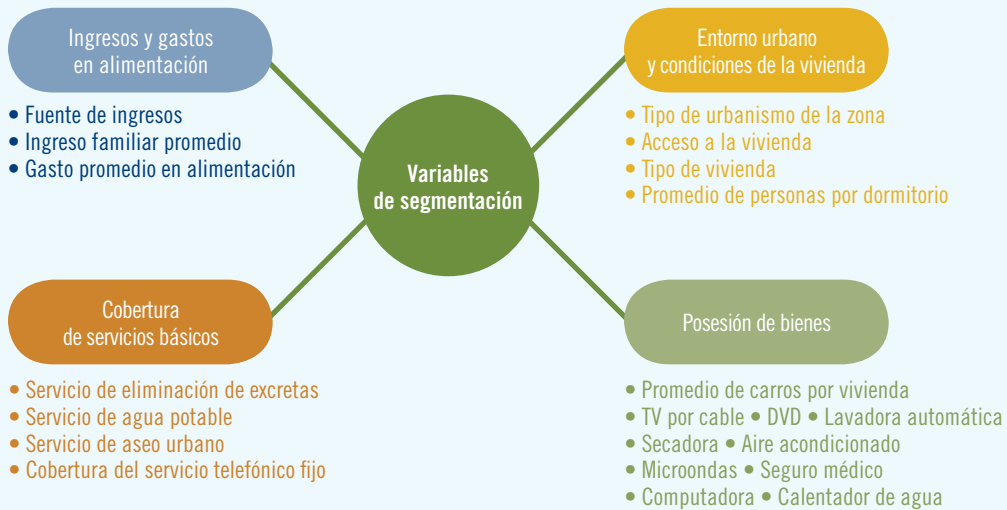 Ingresos y gastos
en alimentación
• Fuente de ingresos
• Ingreso familiar promedio
• Gasto promedio en alimentación
Entorno urbano
y condiciones de la vivienda
• Tipo de urbanismo de la zona
• Acceso a la vivienda
• Tipo de vivienda
• Promedio de personas por dormitorio
Variables
de segmentación
Cobertura
de servicios básicos
• Servicio de eliminación de excretas
• Servicio de agua potable
• Servicio de aseo urbano
• Cobertura del servicio telefónico fijo
Posesión de bienes
• Promedio de carros por vivienda
• TV por cable • DVD • Lavadora automática
• Secadora • Aire acondicionado
• Microondas • Seguro médico
• Computadora • Calentador de agua